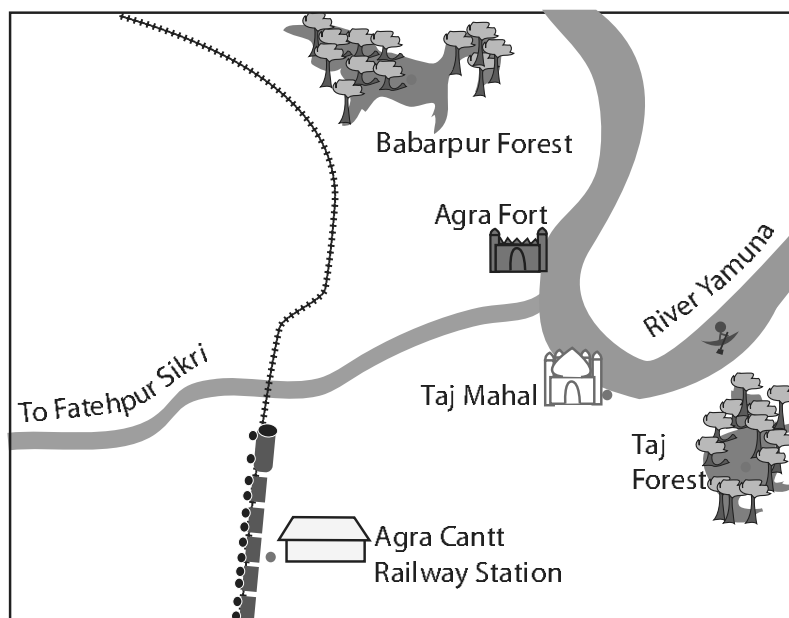 Babarpur Forest
Agra Fort
River Yamuna
To Fatehpur Sikri
Taj Mahal
Taj
Forest
Agra Cantt
Railway Station